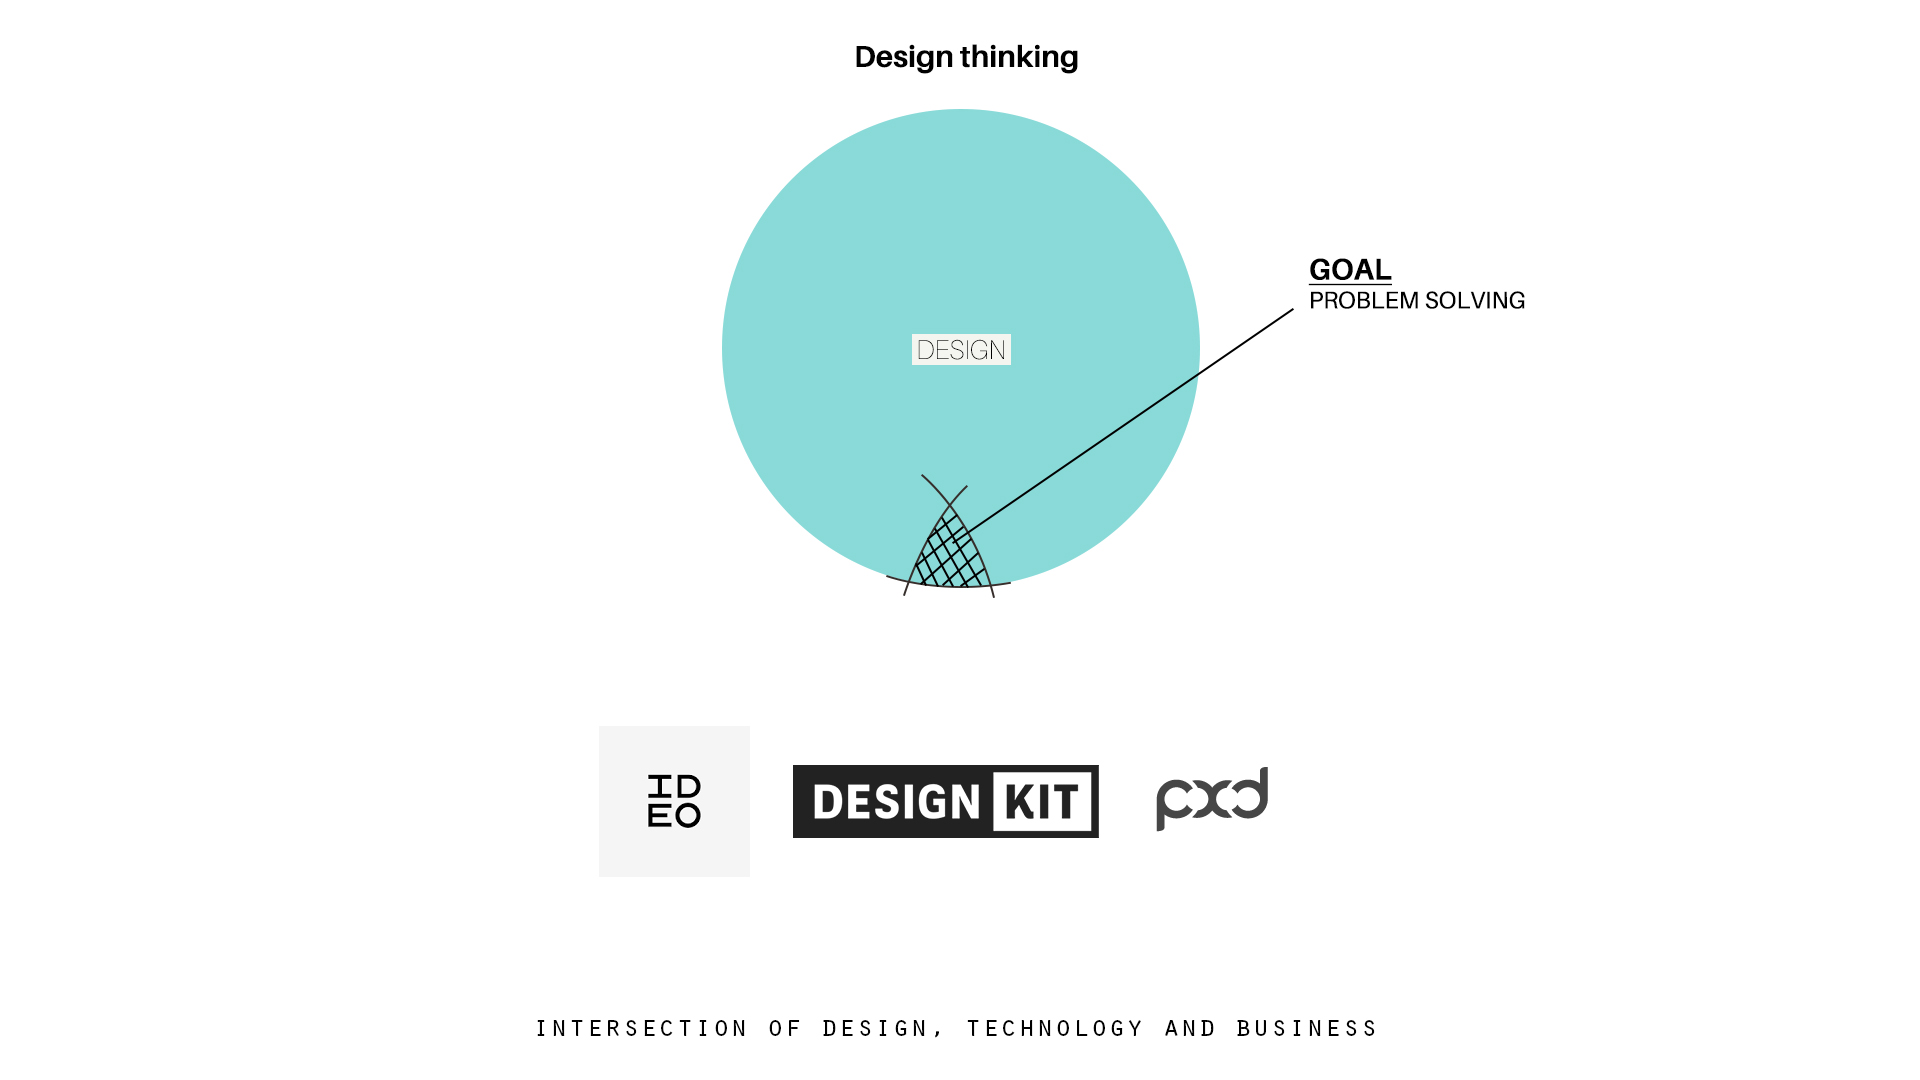 Design thinking
GOAL
PROBLEM SOLVING
DESIGN
ID
EO
DESIGN KIT
pxd
INTERSECTION OF DESIGN, TECHNOLOGY AND BUSINESS